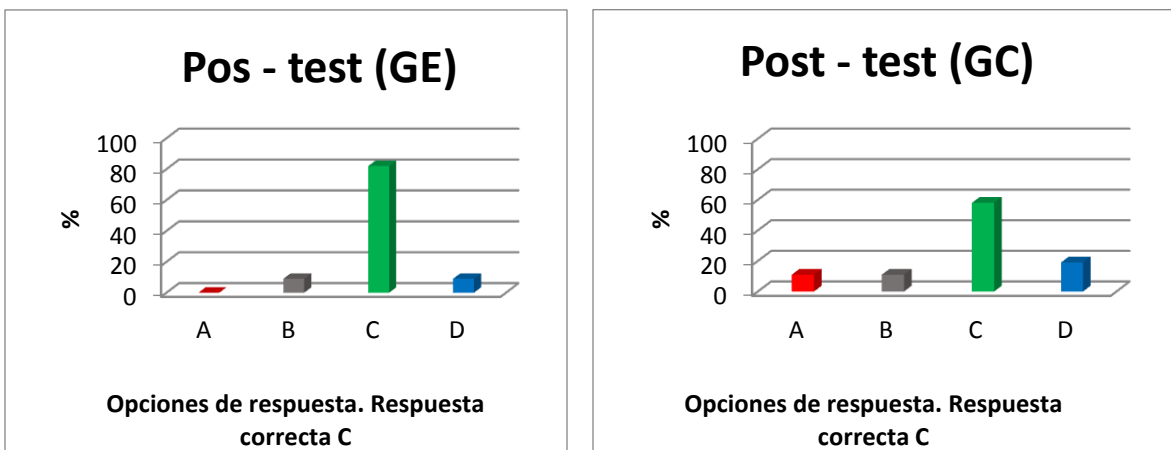 Pos - test (GE)
100
80
60
40
20
0
%
A B C D
Opciones de respuesta. Respuesta
correcta C
Post - test (GC)
100
80
60
40
20
0
%
A B C D
Opciones de respuesta. Respuesta
correcta C